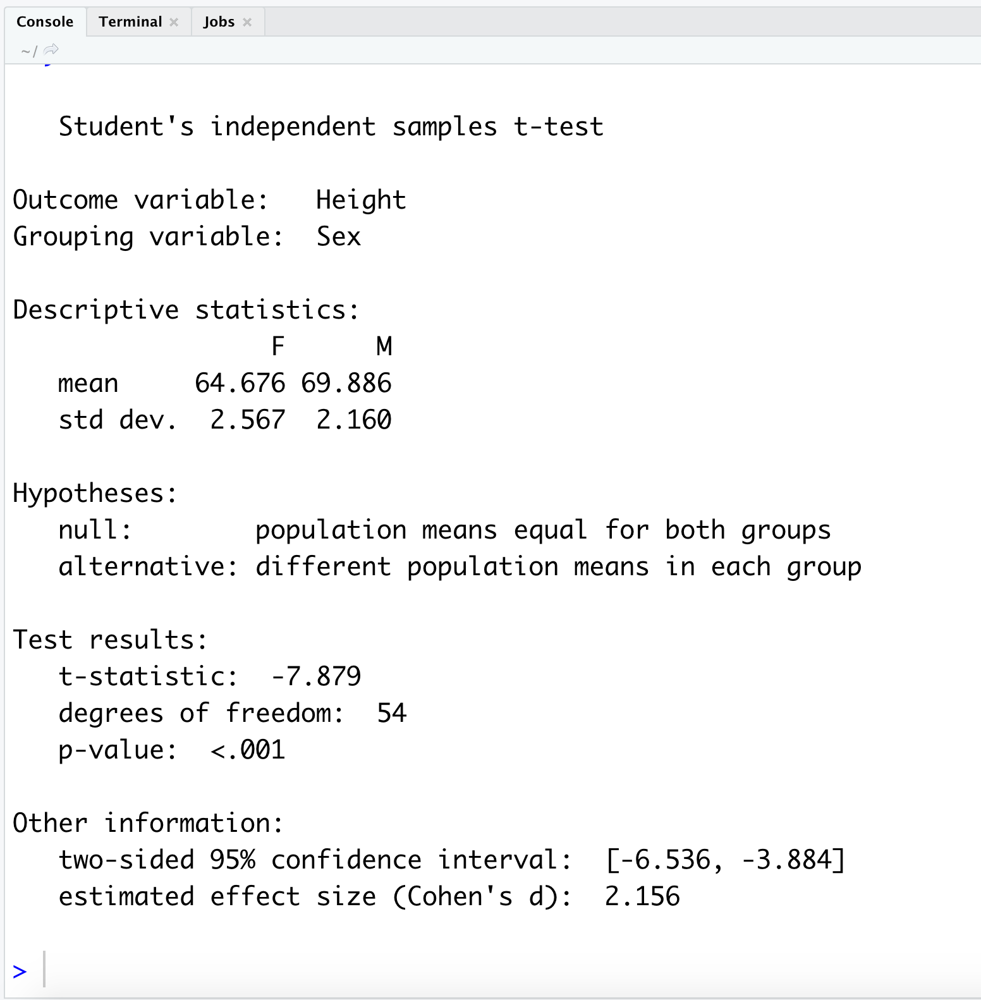 Console Terminal Jobs
~/
Student's independent samples t-test
Outcome variable: Height
Grouping variable: Sex
Descriptive statistics:
F M
mean 64.676 69.886
std dev. 2.567 2.160
Hypotheses:
null: population means equal for both groups
alternative: different population means in each group
Test results:
t-statistic: -7.879
degrees of freedom: 54
p-value: <.001
Other information:
two-sided 95% confidence interval: [-6.536, -3.884]
estimated effect size (Cohen's d): 2.156
>